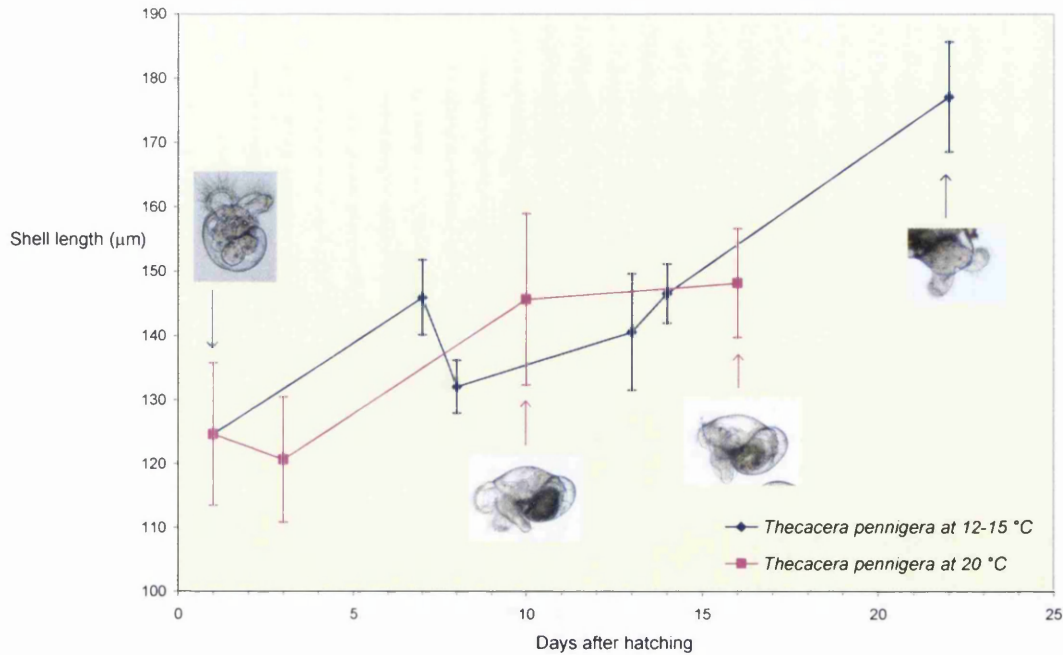 190
180
170
160
Shell length (μm)
150
140
130
120
110
100
Thecacera pennigera at 12-15 °C
Thecacera pennigera at 20 °C
0 5 10 15 20 25
Days after hatching